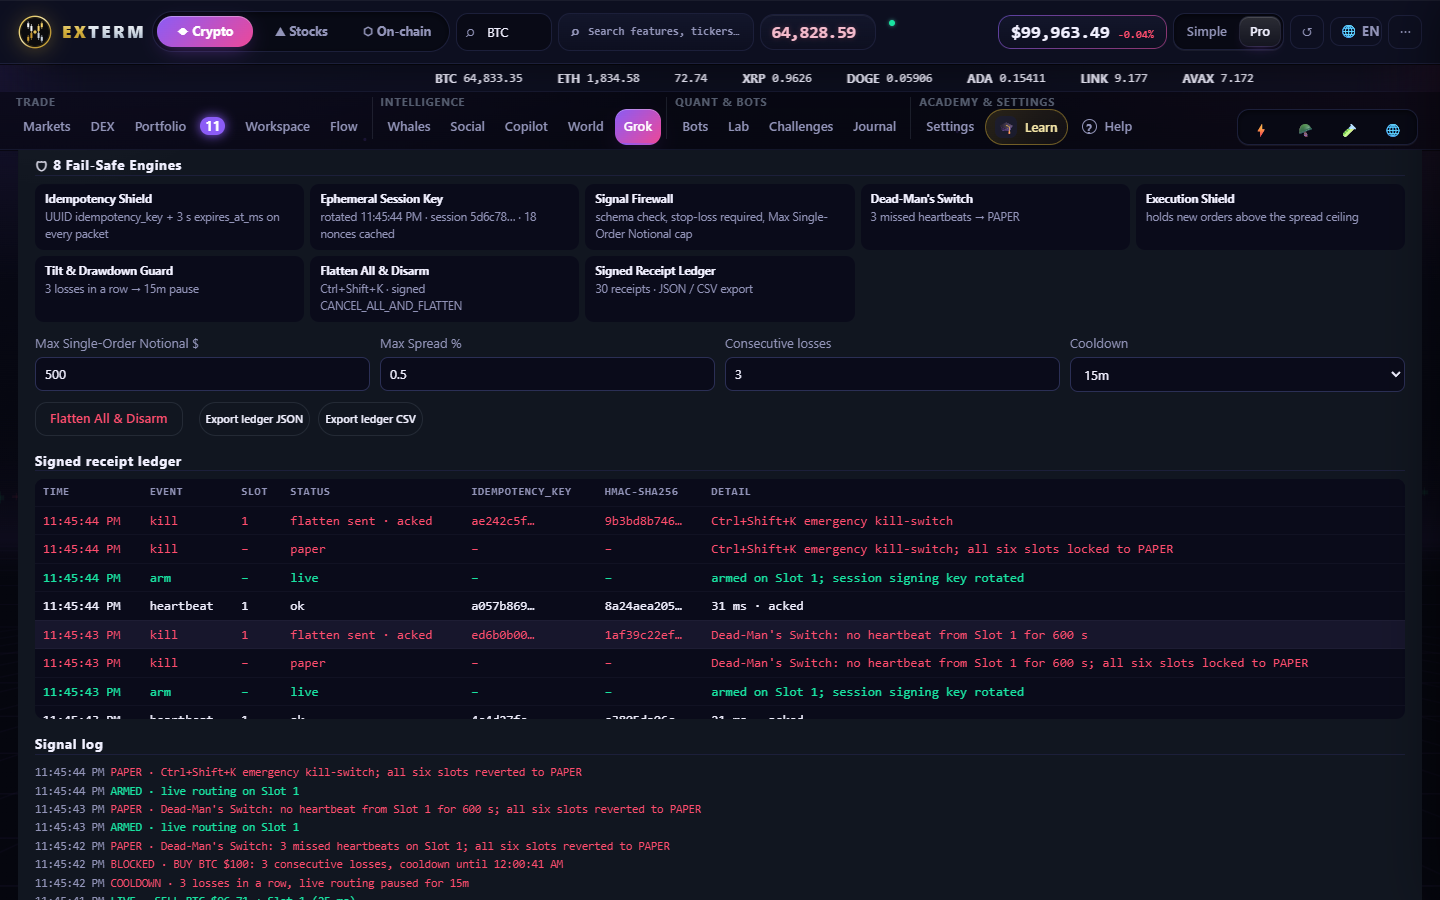 EXTERM
Crypto
Stocks
On-chain
BTC
Search features, tickers…
64,828.59
$99,963.49 -0.04%
Simple
Pro
EN
BTC 64,833.35 ETH 1,834.58 72.74 XRP 0.9626 DOGE 0.05906 ADA 0.15411 LINK 9.177 AVAX 7.172
TRADE
Markets DEX Portfolio 11 Workspace Flow
INTELLIGENCE
Whales Social Copilot World Grok
QUANT & BOTS
Bots Lab Challenges Journal
ACADEMY & SETTINGS
Settings Learn ? Help
8 Fail-Safe Engines
Idempotency Shield
UUID idempotency_key + 3 s expires_at_ms on
every packet
Ephemeral Session Key
rotated 11:45:44 PM · session 5d6c78… · 18
nonces cached
Signal Firewall
schema check, stop-loss required, Max Single-
Order Notional cap
Dead-Man's Switch
3 missed heartbeats → PAPER
Execution Shield
holds new orders above the spread ceiling
Tilt & Drawdown Guard
3 losses in a row → 15m pause
Flatten All & Disarm
Ctrl+Shift+K · signed
CANCEL_ALL_AND_FLATTEN
Signed Receipt Ledger
30 receipts · JSON / CSV export
Max Single-Order Notional $
500
Max Spread %
0.5
Consecutive losses
3
Cooldown
15m
Flatten All & Disarm
Export ledger JSON
Export ledger CSV
Signed receipt ledger
TIME EVENT SLOT STATUS IDEMPOTENCY_KEY HMAC-SHA256 DETAIL
11:45:44 PM kill 1 flatten sent · acked ae242c5f… 9b3bd8b746… Ctrl+Shift+K emergency kill-switch
11:45:44 PM kill – paper – – Ctrl+Shift+K emergency kill-switch; all six slots locked to PAPER
11:45:44 PM arm – live – – armed on Slot 1; session signing key rotated
11:45:44 PM heartbeat 1 ok a057b869… 8a24aea205… 31 ms · acked
11:45:43 PM kill 1 flatten sent · acked ed6b0b00… 1af39c22ef… Dead-Man's Switch: no heartbeat from Slot 1 for 600 s
11:45:43 PM kill – paper – – Dead-Man's Switch: no heartbeat from Slot 1 for 600 s; all six slots locked to PAPER
11:45:43 PM arm – live – – armed on Slot 1; session signing key rotated
Signal log
11:45:44 PM PAPER · Ctrl+Shift+K emergency kill-switch; all six slots reverted to PAPER
11:45:44 PM ARMED · live routing on Slot 1
11:45:43 PM PAPER · Dead-Man's Switch: no heartbeat from Slot 1 for 600 s; all six slots reverted to PAPER
11:45:43 PM ARMED · live routing on Slot 1
11:45:42 PM PAPER · Dead-Man's Switch: 3 missed heartbeats on Slot 1; all six slots reverted to PAPER
11:45:42 PM BLOCKED · BUY BTC $100: 3 consecutive losses, cooldown until 12:00:41 AM
11:45:42 PM COOLDOWN · 3 losses in a row, live routing paused for 15m